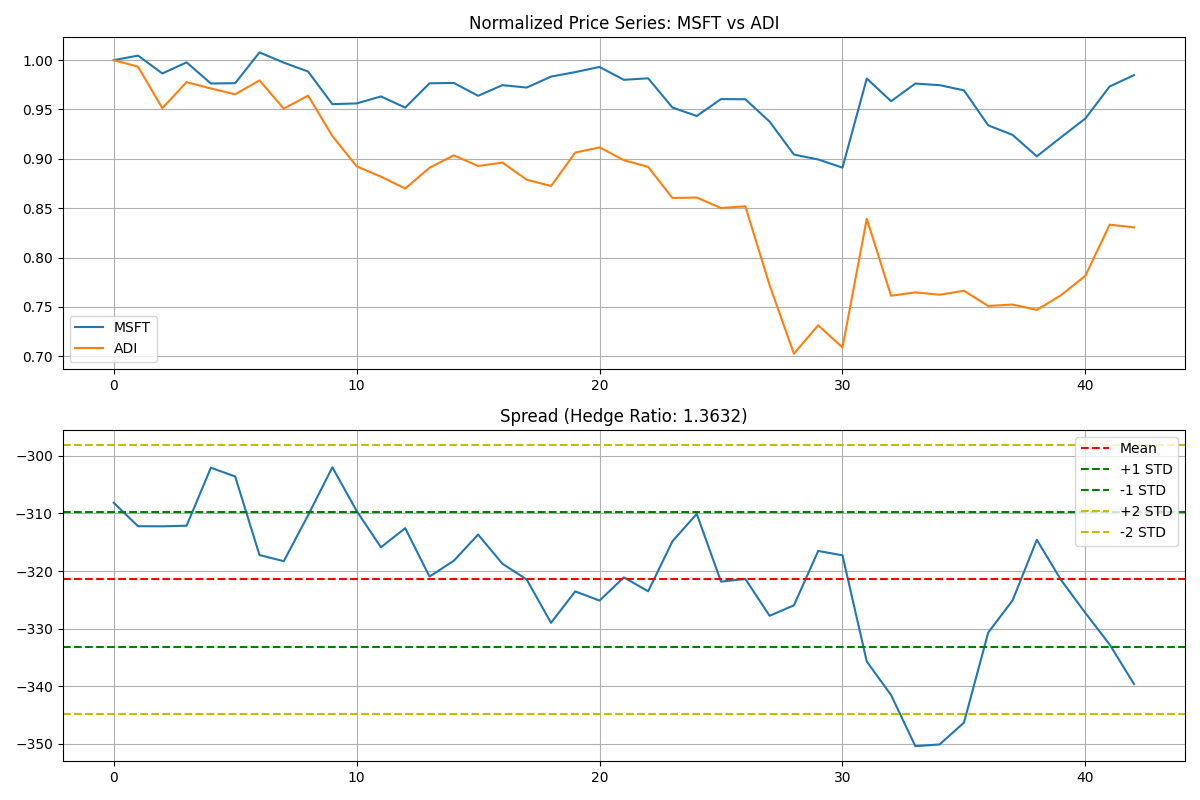 Normalized Price Series: MSFT vs ADI
1.00
0.95
0.90
0.85
0.80
0.75
0.70
MSFT
ADI
0 10 20 30 40
Spread (Hedge Ratio: 1.3632)
−300
−310
−320
−330
−340
−350
Mean
+1 STD
-1 STD
+2 STD
-2 STD
0 10 20 30 40